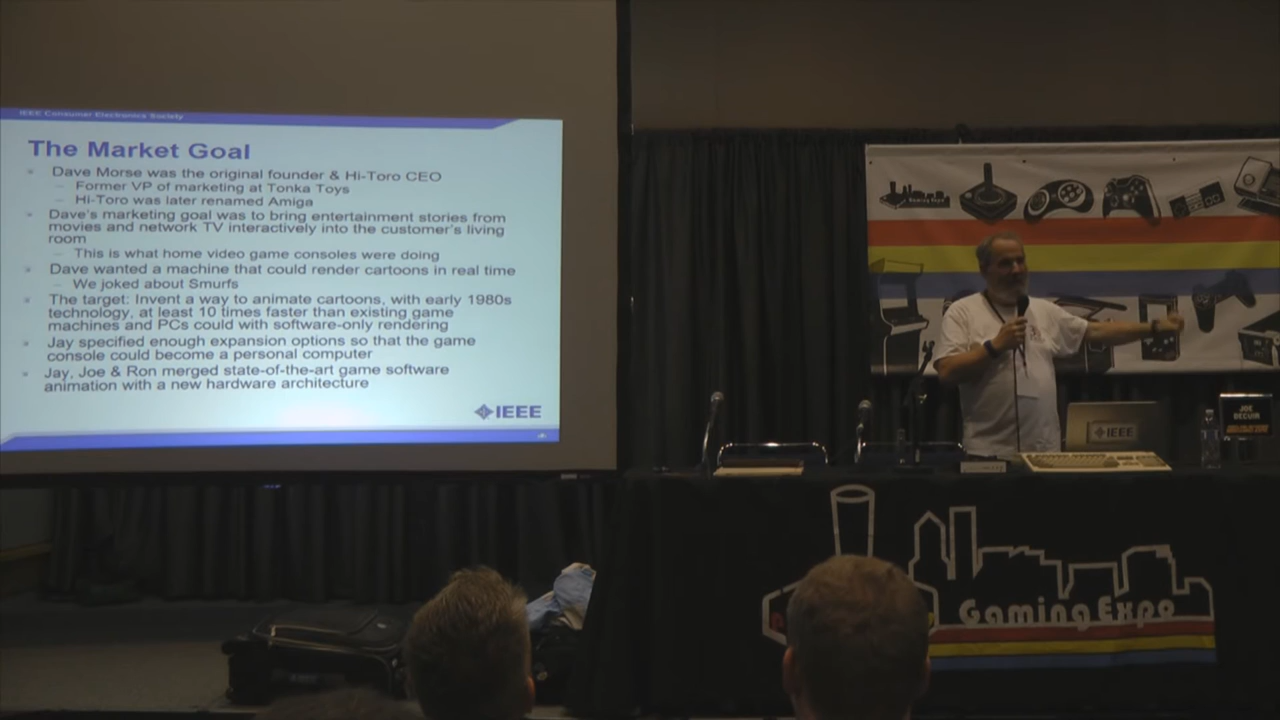 IEEE Consumer Electronics Society
The Market Goal
Dave Morse was the original founder & Hi-Toro CEO
– Former VP of marketing at Tonka Toys
– Hi-Toro was later renamed Amiga
Dave's marketing goal was to bring entertainment stories from
movies and network TV interactively into the customer's living
room
– This is what home video game consoles were doing
Dave wanted a machine that could render cartoons in real time
– We joked about Smurfs
The target: Invent a way to animate cartoons, with early 1980s
technology, at least 10 times faster than existing game
machines and PCs could with software-only rendering
Jay specified enough expansion options so that the game
console could become a personal computer
Jay, Joe & Ron merged state-of-the-art game software
animation with a new hardware architecture
IEEE
Gaming Expo
IEEE
JOE
DECUIR
Gaming Expo